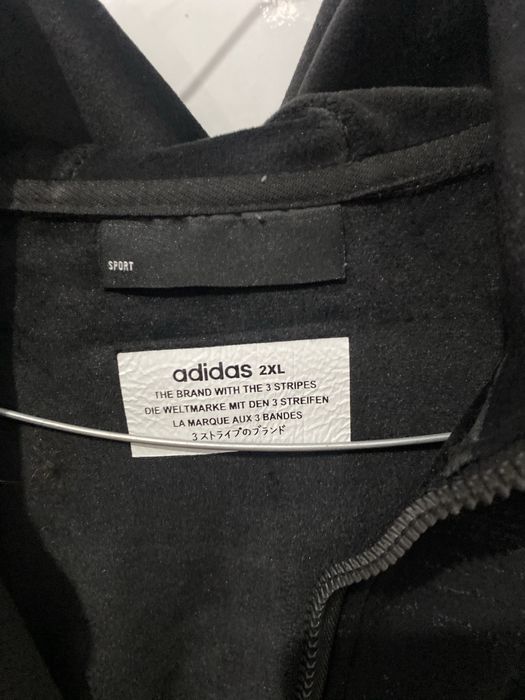 SPORT
adidas 2XL
THE BRAND WITH THE 3 STRIPES
DIE WELTMARKE MIT DEN 3 STREIFEN
LA MARQUE AUX 3 BANDES
3 ストライプのブランド